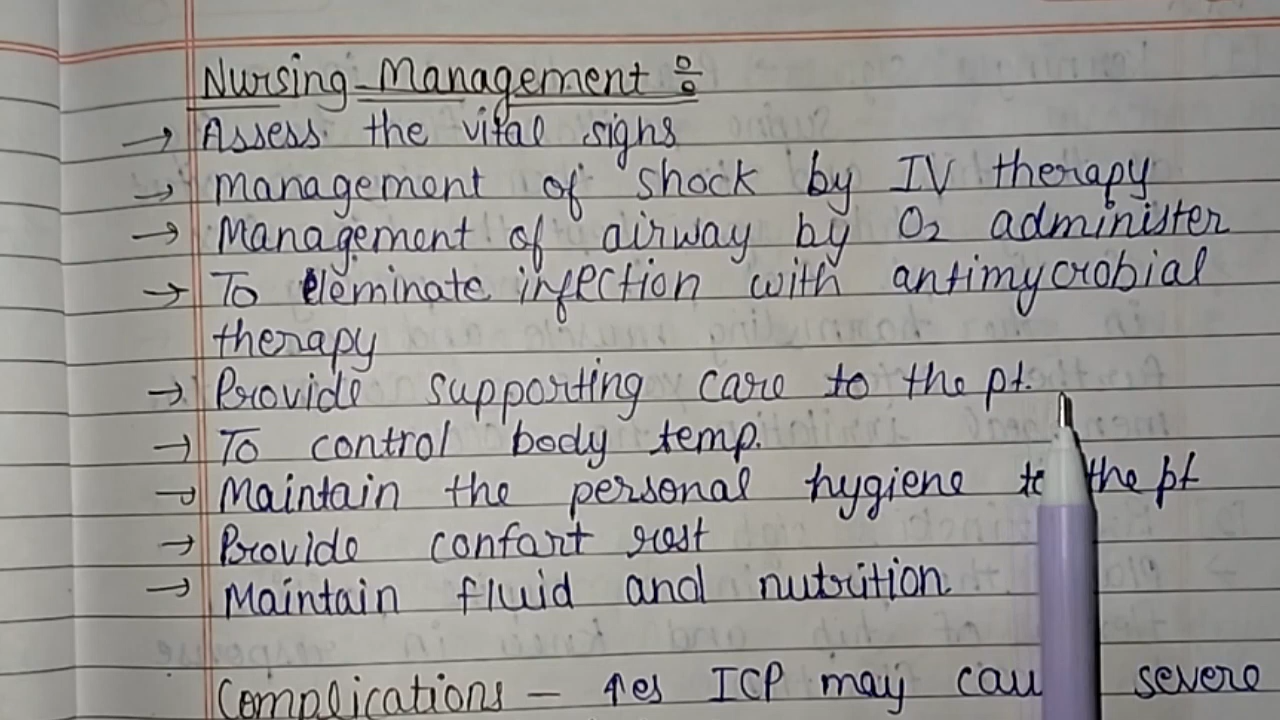 Nursing Management ÷
→ Assess the vital signs
→ Management of shock by IV therapy
→ Management of airway by O₂ administer
→ To eleminate infection with antimycrobial
therapy
→ Provide supporting care to the pt.
→ To control body temp.
→ Maintain the personal hygiene to the pt
→ Provide confart rest
→ Maintain fluid and nutrition.
Complications – ↑es ICP may severe